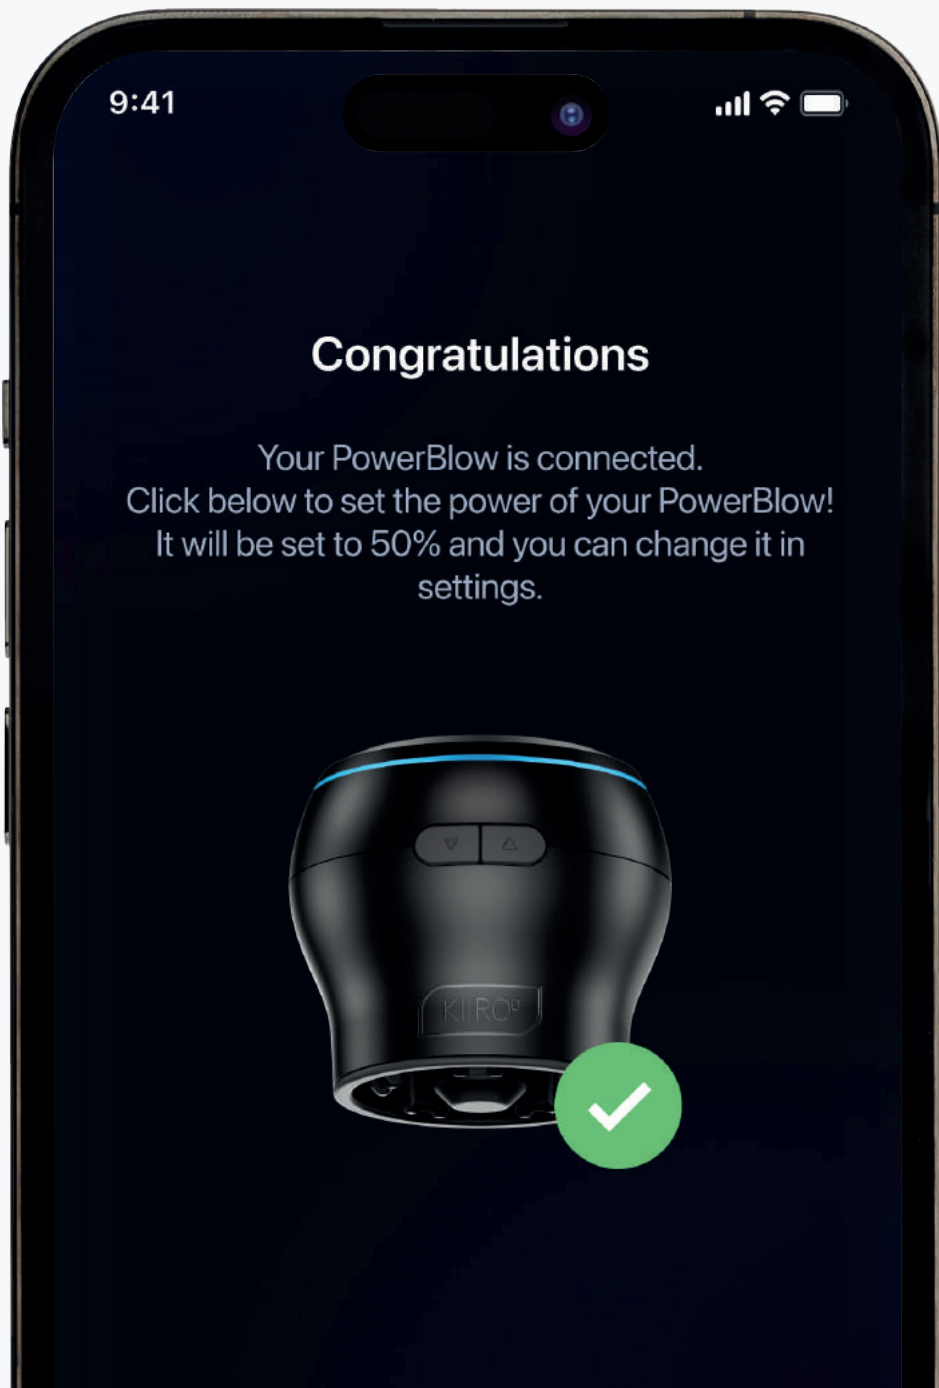 9:41
Congratulations
Your PowerBlow is connected.
Click below to set the power of your PowerBlow!
It will be set to 50% and you can change it in
settings.
KIIROO